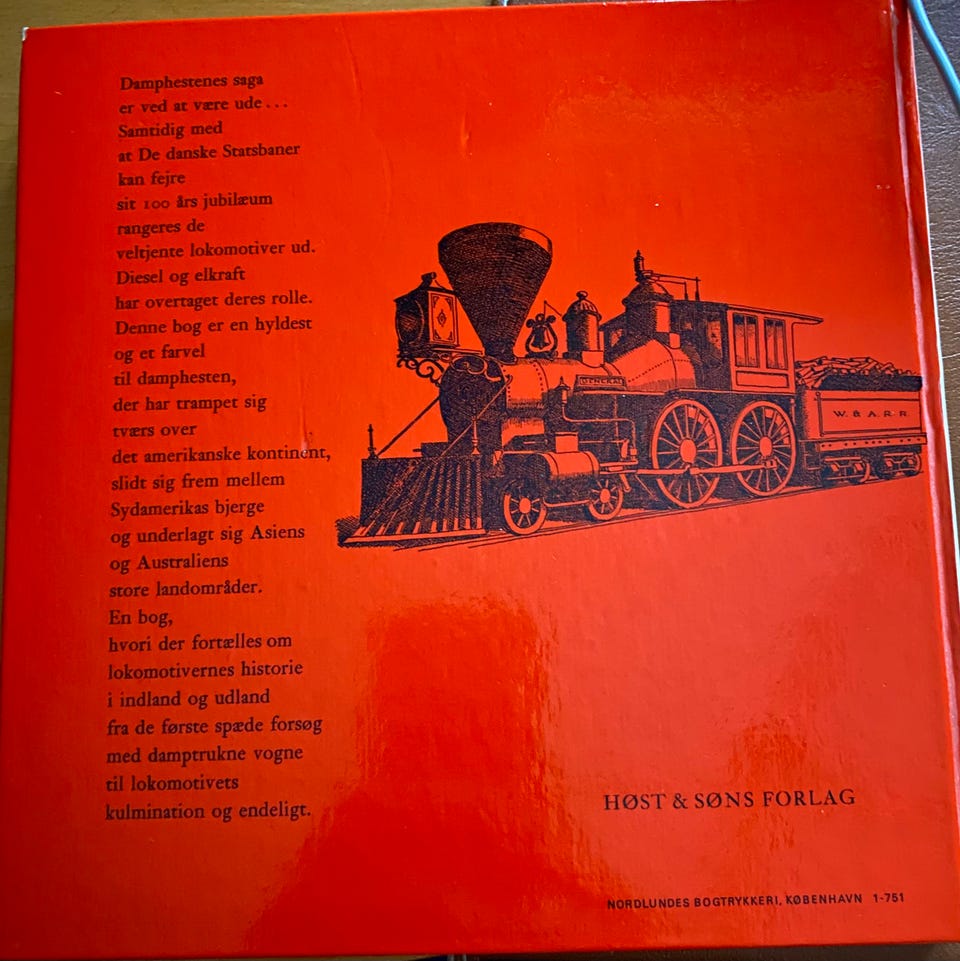 Damphestenes saga
er ved at være ude...
Samtidig med
at De danske Statsbaner
kan fejre
sit 100 års jubilæum
rangeres de
veltjente lokomotiver ud.
Diesel og elkraft
har overtaget deres rolle.
Denne bog er en hyldest
og et farvel
til damphesten,
der har trampet sig
tværs over
det amerikanske kontinent,
slidt sig frem mellem
Sydamerikas bjerge
og underlagt sig Asiens
og Australiens
store landområder.
En bog,
hvori der fortælles om
lokomotivernes historie
i indland og udland
fra de første spæde forsøg
med damptrukne vogne
til lokomotivets
kulmination og endeligt.
GENERAL
W. & A. R. R.
HØST & SØNS FORLAG
NORDLUNDES BOGTRYKKERI, KØBENHAVN 1-751